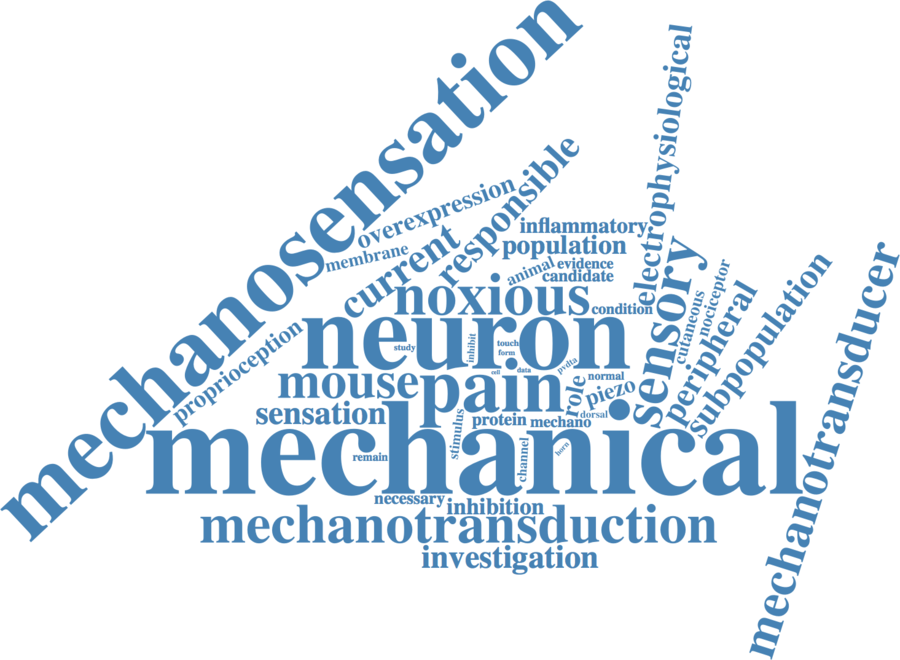 mechanosensation
electrophysiological
overexpression
responsible
membrane
current
inflammatory
population
animal
evidence
candidate
noxious
condition
sensory
cutaneous
nociceptor
peripheral
subpopulation
mechanotransducer
proprioception
neuron
study
inhibit
touch
form
cell
data
pvdta
mouse
pain
role
normal
piezo
sensation
stimulus
protein
mechano
dorsal
mechanical
remain
channel
horn
necessary
inhibition
mechanotransduction
investigation